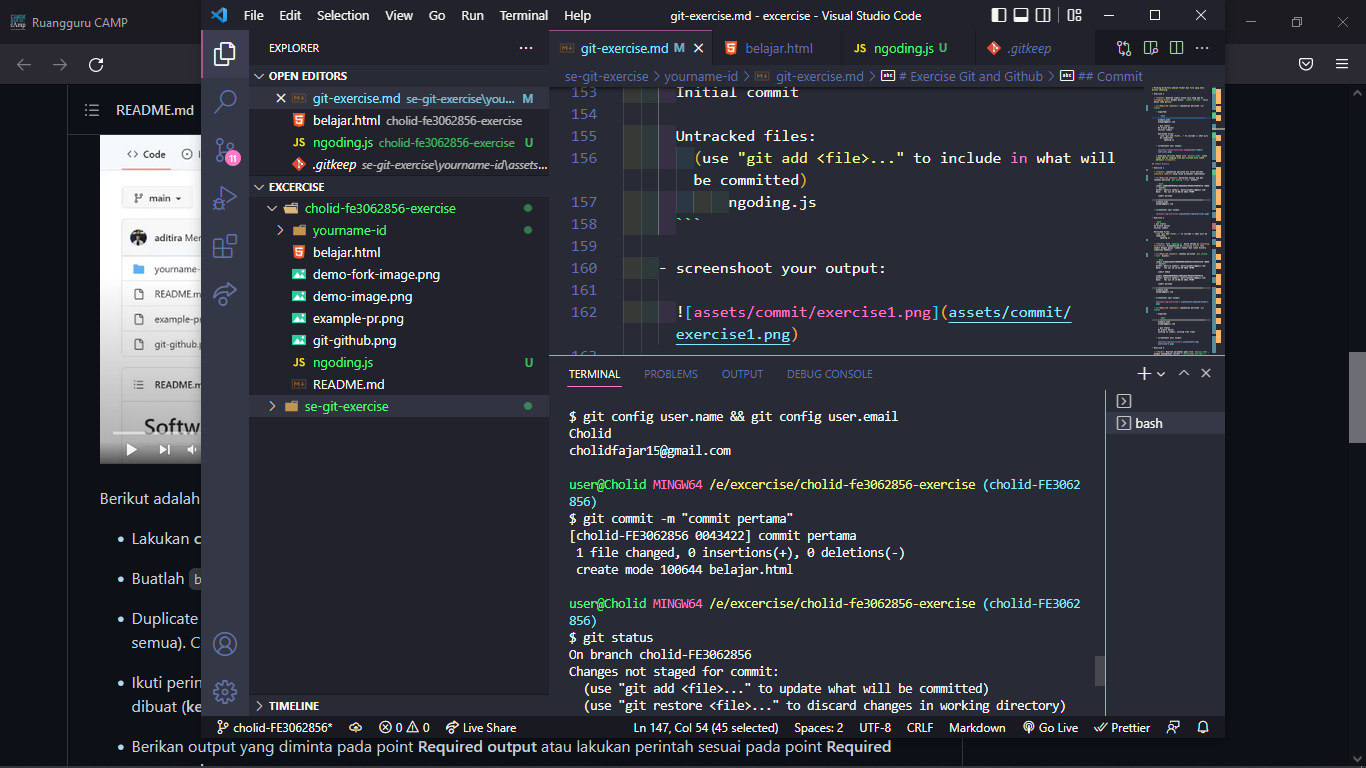 Ruangguru CAMP
File Edit Selection View Go Run Terminal Help
git-exercise.md - excercise - Visual Studio Code
README.md
Code
main
aditira Mer
yourname-
README.m
example-pr
git-github.p
README.m
Softw
Berikut adalah
Lakukan c
Buatlah b
Duplicate
semua). C
Ikuti perin
dibuat (ke
Berikan output yang diminta pada point Required output atau lakukan perintah sesuai pada point Required
EXPLORER
OPEN EDITORS
git-exercise.md se-git-exercise\you... M
belajar.html cholid-fe3062856-exercise
JS ngoding.js cholid-fe3062856-exercise U
.gitkeep se-git-exercise\yourname-id\assets...
11
EXCERCISE
cholid-fe3062856-exercise
yourname-id
belajar.html
demo-fork-image.png
demo-image.png
example-pr.png
git-github.png
JS ngoding.js U
README.md
se-git-exercise
TIMELINE
git-exercise.md M
belajar.html
JS ngoding.js U
.gitkeep
se-git-exercise > yourname-id > git-exercise.md > # Exercise Git and Github > ## Commit
153 Initial commit
154
155 Untracked files:
156 (use "git add <file>..." to include in what will
be committed)
157 ngoding.js
158 ```
159
160 - screenshoot your output:
161
162 ![assets/commit/exercise1.png](assets/commit/
exercise1.png)
163
TERMINAL PROBLEMS OUTPUT DEBUG CONSOLE
bash
$ git config user.name && git config user.email
Cholid
cholidfajar15@gmail.com
user@Cholid MINGW64 /e/excercise/cholid-fe3062856-exercise (cholid-FE3062
856)
$ git commit -m "commit pertama"
[cholid-FE3062856 0043422] commit pertama
1 file changed, 0 insertions(+), 0 deletions(-)
create mode 100644 belajar.html
user@Cholid MINGW64 /e/excercise/cholid-fe3062856-exercise (cholid-FE3062
856)
$ git status
On branch cholid-FE3062856
Changes not staged for commit:
(use "git add <file>..." to update what will be committed)
(use "git restore <file>..." to discard changes in working directory)
cholid-FE3062856* 0 0 Live Share
Ln 147, Col 54 (45 selected) Spaces: 2 UTF-8 CRLF Markdown Go Live Prettier